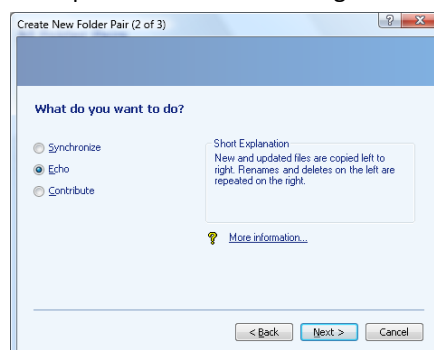 Create New Folder Pair (2 of 3)
What do you want to do?
Synchronize
Echo
Contribute
Short Explanation
New and updated files are copied left to
right. Renames and deletes on the left are
repeated on the right.
More information...
< Back
Next >
Cancel